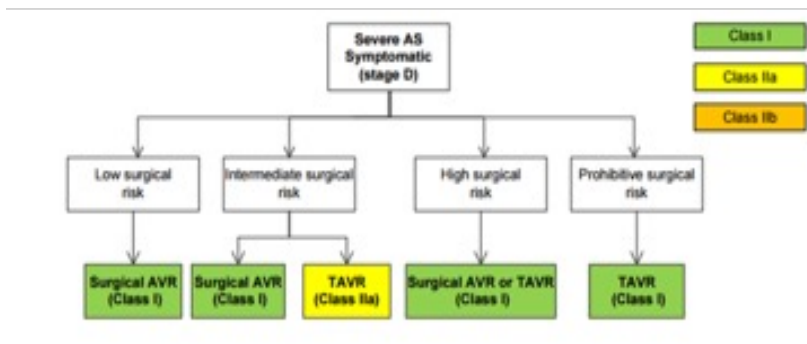 Severe AS
Symptomatic
(stage D)
Class I
Class IIa
Class IIb
Low surgical
risk
Intermediate surgical
risk
High surgical
risk
Prohibitive surgical
risk
Surgical AVR
(Class I)
Surgical AVR
(Class I)
TAVR
(Class IIa)
Surgical AVR or TAVR
(Class I)
TAVR
(Class I)